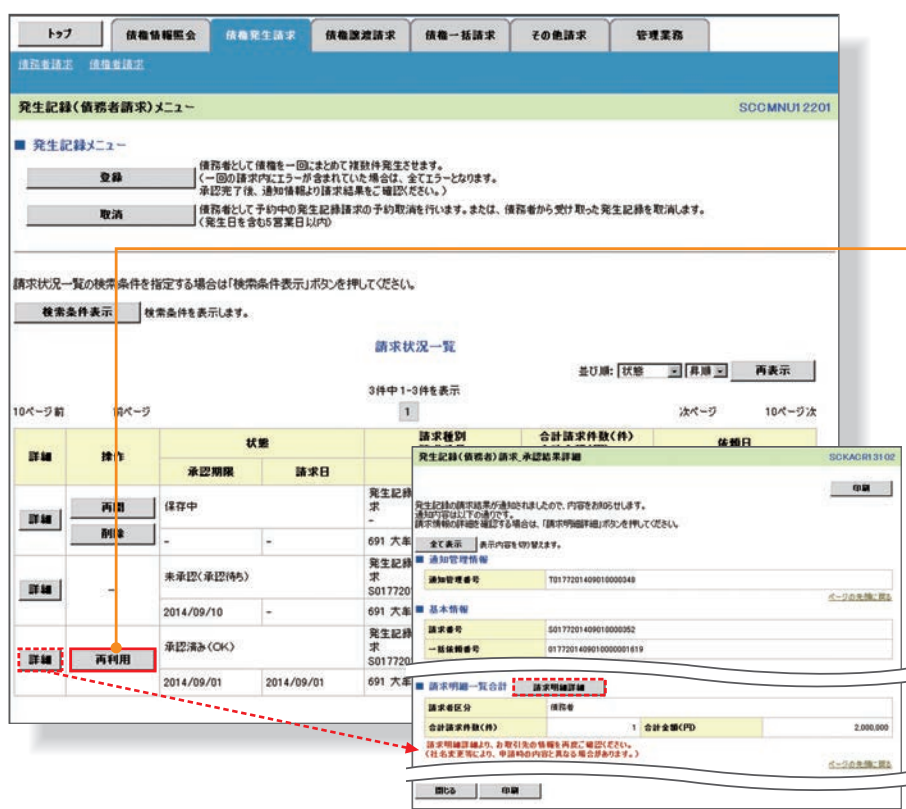 トップ
債権情報照会
債権発生請求
債権譲渡請求
債権一括請求
その他請求
管理業務
債務者請求 債権者請求
発生記録(債務者請求)メニュー
SCCMNU12201
■ 発生記録メニュー
登録
債務者として債権を一回にまとめて複数件発生させます。
(一回の請求内にエラーが含まれていた場合は、全てエラーとなります。
承認完了後、通知情報より請求結果をご確認ください。)
取消
債務者として予約中の発生記録請求の予約取消を行います。または、債務者から受け取った発生記録を取消します。
(発生日を含む5営業日以内)
請求状況一覧の検索条件を指定する場合は「検索条件表示」ボタンを押してください。
検索条件表示
検索条件を表示します。
請求状況一覧
並び順: 状態 昇順 再表示
3件中1-3件を表示
10ページ前 前ページ 1 次ページ 10ページ次
詳細 操作 状態 請求種別 合計請求件数(件) 依頼日
承認期限 請求日
詳細
再開
削除
保存中
発生記録
求
-
- - 691 大
詳細
-
未承認(承認待ち)
発生記録
求
S017720
2014/09/10 - 691 大
詳細
再利用
承認済み(OK)
発生記録
求
S017720
2014/09/01 2014/09/01 691 大
発生記録(債務者)請求_承認結果詳細
SCKACR13102
印刷
発生記録の請求結果が通知されましたので、内容をお知らせします。
通知内容は以下の通りです。
請求情報の詳細を確認する場合は、「請求明細詳細」ボタンを押してください。
全て表示
表示内容を切り替えます。
■ 通知管理情報
通知管理番号 T0177201409010000348
ページの先頭に戻る
■ 基本情報
請求番号 S0177201409010000352
一括依頼番号 0177201409010000001619
■ 請求明細一覧合計 請求明細詳細
請求者区分 債務者
合計請求件数(件) 1 合計金額(円) 2,000,000
請求明細詳細より、お取引先の情報を再度ご確認ください。
(社名変更等により、申請時の内容と異なる場合があります。)
ページの先頭に戻る
閉じる
印刷